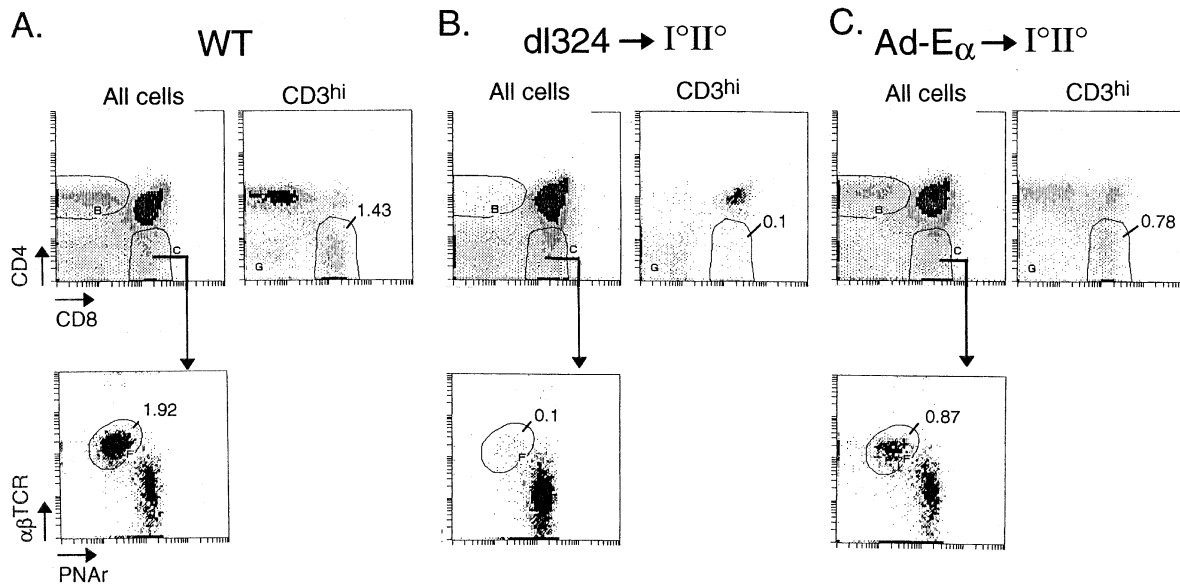 A.
WT
All cells
CD3hi
B
C
G
1.43
CD4
CD8
1.92
F
αβTCR
PNAr
B.
dl324 → I°II°
All cells
CD3hi
B
C
G
0.1
0.1
F
C.
Ad-Eα → I°II°
All cells
CD3hi
B
C
G
0.78
0.87
F